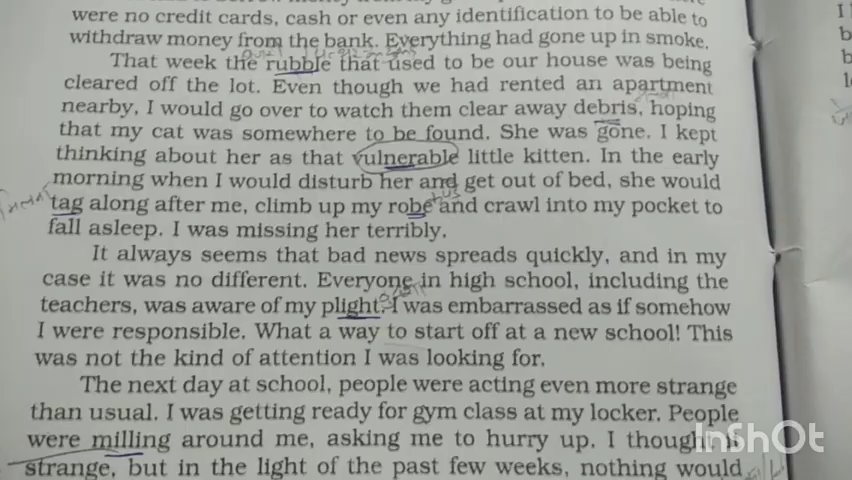 were no credit cards, cash or even any identification to be able to
withdraw money from the bank. Everything had gone up in smoke.
That week the rubble that used to be our house was being
cleared off the lot. Even though we had rented an apartment
nearby, I would go over to watch them clear away debris, hoping
that my cat was somewhere to be found. She was gone. I kept
thinking about her as that vulnerable little kitten. In the early
morning when I would disturb her and get out of bed, she would
tag along after me, climb up my robe and crawl into my pocket to
fall asleep. I was missing her terribly.
It always seems that bad news spreads quickly, and in my
case it was no different. Everyone in high school, including the
teachers, was aware of my plight. I was embarrassed as if somehow
I were responsible. What a way to start off at a new school! This
was not the kind of attention I was looking for.
The next day at school, people were acting even more strange
than usual. I was getting ready for gym class at my locker. People
were milling around me, asking me to hurry up. I thought
strange, but in the light of the past few weeks, nothing would
InShOt